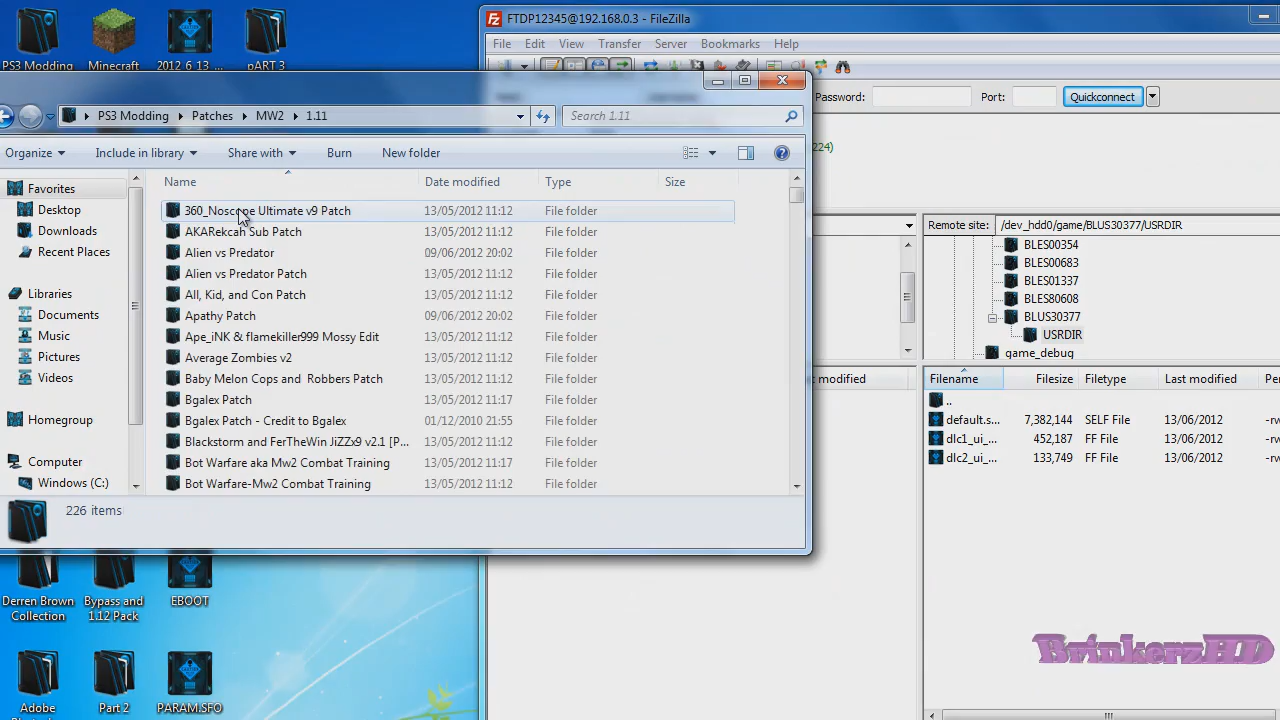 PS3 Modding
Minecraft
2012_6_13 ...
pART 3
FTDP12345@192.168.0.3 - FileZilla
File Edit View Transfer Server Bookmarks Help
Password: Port: Quickconnect
PS3 Modding Patches MW2 1.11
Search 1.11
224)
Organize Include in library Share with Burn New folder
Name Date modified Type Size
Favorites
Desktop
Downloads
Recent Places
Libraries
Documents
Music
Pictures
Videos
Homegroup
Computer
Windows (C:)
360_Noscope Ultimate v9 Patch 13/05/2012 11:12 File folder
AKARekcah Sub Patch 13/05/2012 11:12 File folder
Alien vs Predator 09/06/2012 20:02 File folder
Alien vs Predator Patch 13/05/2012 11:12 File folder
All, Kid, and Con Patch 13/05/2012 11:12 File folder
Apathy Patch 09/06/2012 20:02 File folder
Ape_iNK & flamekiller999 Mossy Edit 13/05/2012 11:12 File folder
Average Zombies v2 13/05/2012 11:12 File folder
Baby Melon Cops and Robbers Patch 13/05/2012 11:12 File folder
Bgalex Patch 13/05/2012 11:17 File folder
Bgalex Patch - Credit to Bgalex 01/12/2010 21:55 File folder
Blackstorm and FerTheWin JiZZx9 v2.1 [P... 13/05/2012 11:12 File folder
Bot Warfare aka Mw2 Combat Training 13/05/2012 11:17 File folder
Bot Warfare-Mw2 Combat Training 13/05/2012 11:12 File folder
226 items
Remote site: /dev_hdd0/game/BLUS30377/USRDIR
BLES00354
BLES00683
BLES01337
BLES80608
BLUS30377
USRDIR
game_debug
modified
Filename Filesize Filetype Last modified Pe
..
default.s... 7,382,144 SELF File 13/06/2012 -rw
dlc1_ui_... 452,187 FF File 13/06/2012 -rw
dlc2_ui_... 133,749 FF File 13/06/2012 -rw
Derren Brown Collection
Bypass and 1.12 Pack
EBOOT
Adobe
Part 2
PARAM.SFO
BrinkerzHD